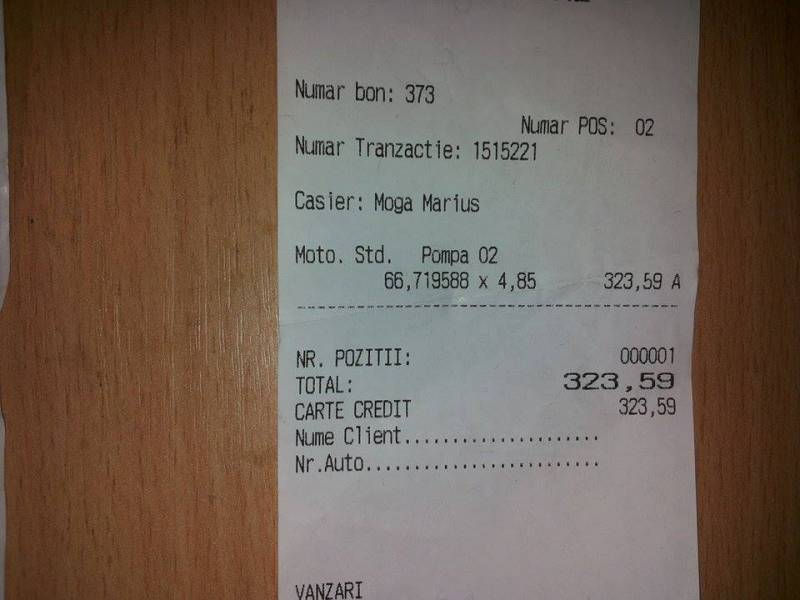 Numar bon: 373
Numar POS: 02
Numar Tranzactie: 1515221
Casier: Moga Marius
Moto. Std. Pompa 02
66,719588 x 4,85 323,59 A
NR. POZITII: 000001
TOTAL: 323,59
CARTE CREDIT 323,59
Nume Client....................
Nr.Auto........................
VANZARI